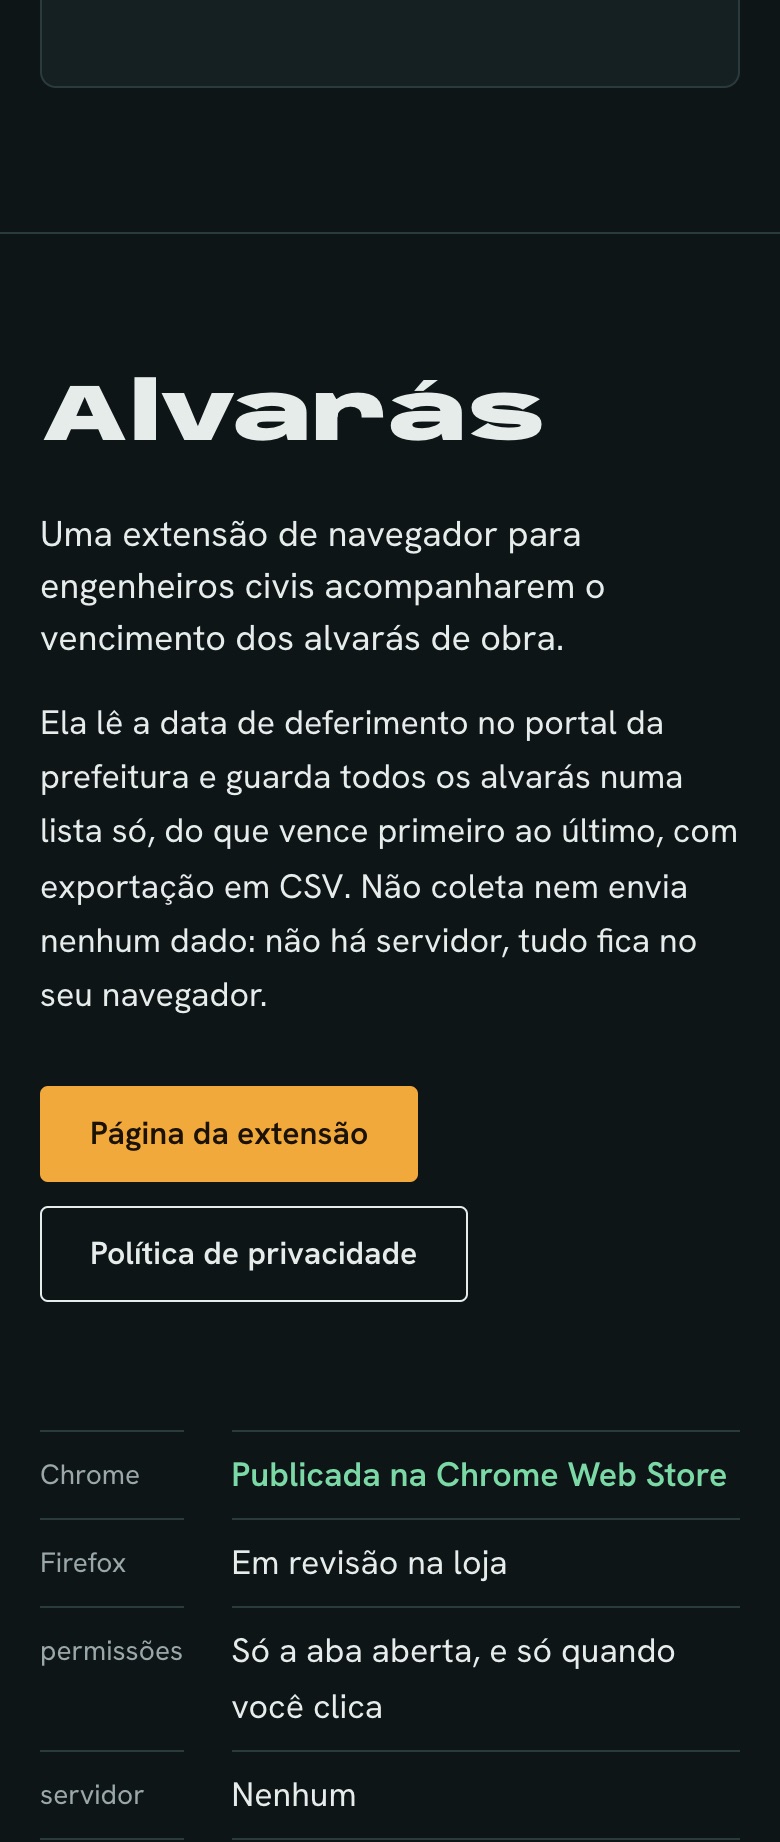 Alvarás
Uma extensão de navegador para
engenheiros civis acompanharem o
vencimento dos alvarás de obra.
Ela lê a data de deferimento no portal da
prefeitura e guarda todos os alvarás numa
lista só, do que vence primeiro ao último, com
exportação em CSV. Não coleta nem envia
nenhum dado: não há servidor, tudo fica no
seu navegador.
Página da extensão
Política de privacidade
Chrome Publicada na Chrome Web Store
Firefox Em revisão na loja
permissões Só a aba aberta, e só quando
você clica
servidor Nenhum